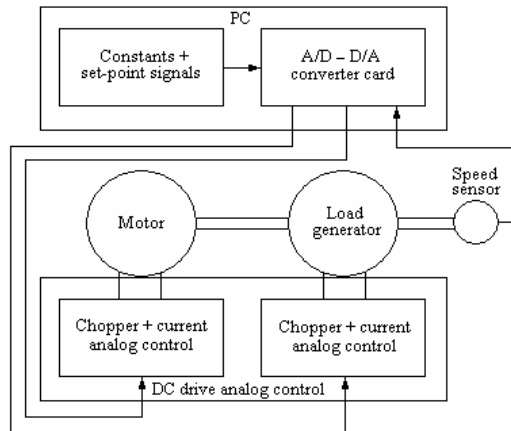 PC
Constants +
set-point signals
A/D – D/A
converter card
Speed
sensor
Motor
Load
generator
Chopper + current
analog control
Chopper + current
analog control
DC drive analog control